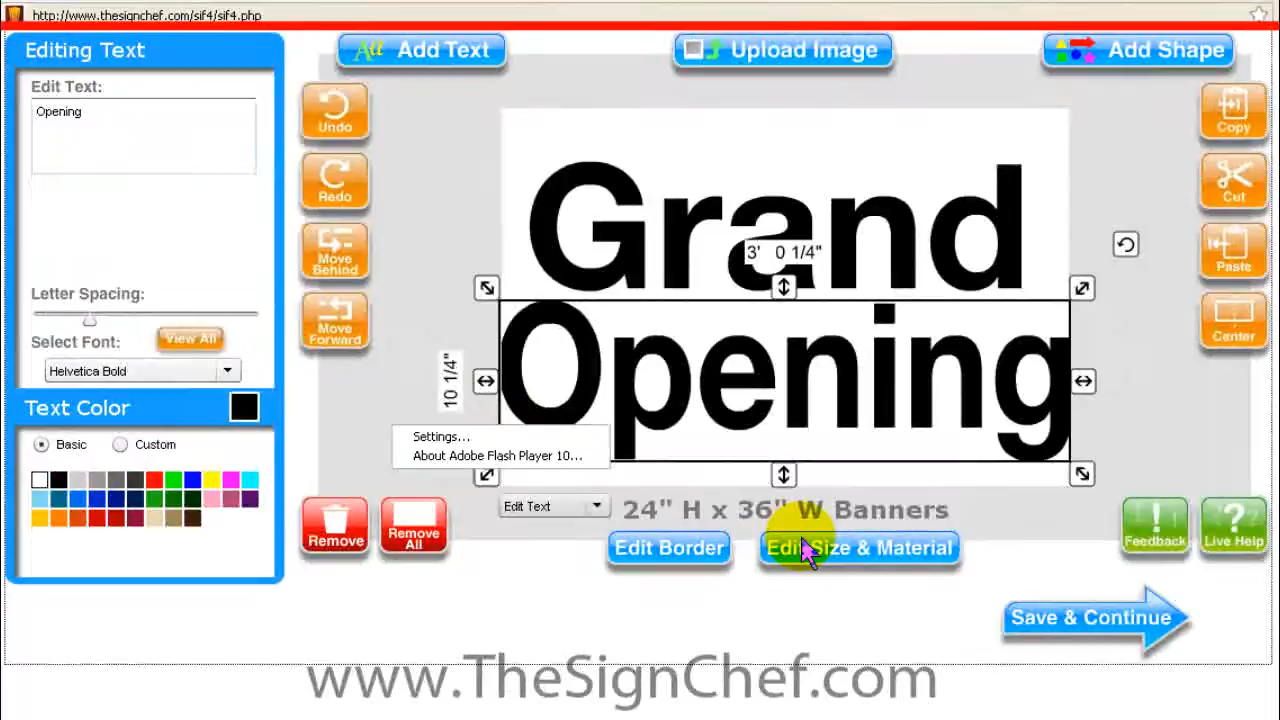 http://www.thesignchef.com/sif4/sif4.php
Editing Text
Add Text
Upload Image
Add Shape
Edit Text:
Opening
Undo
Redo
Move Behind
Move Forward
Copy
Cut
Paste
Center
Grand
3' 0 1/4"
Opening
10 1/4"
Letter Spacing:
Select Font:
View All
Helvetica Bold
Text Color
Basic
Custom
Settings...
About Adobe Flash Player 10...
Remove
Remove All
Edit Text
24" H x 36" W Banners
Edit Border
Edit Size & Material
Feedback
Live Help
Save & Continue
www.TheSignChef.com